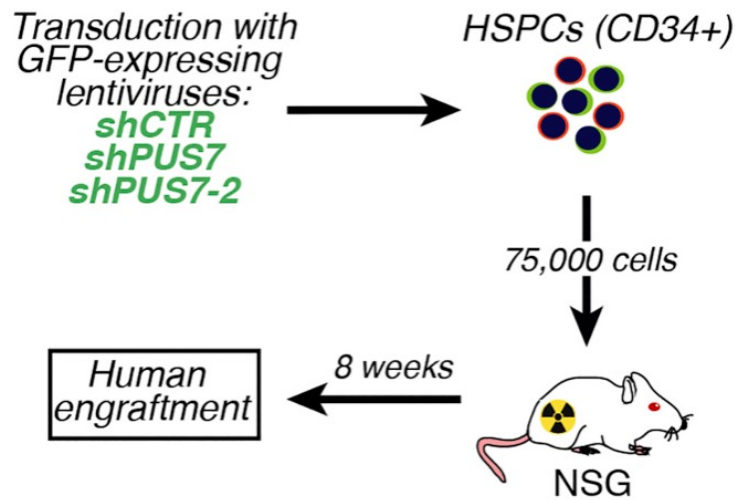 Transduction with
GFP-expressing
lentiviruses:
shCTR
shPUS7
shPUS7-2
HSPCs (CD34+)
75,000 cells
NSG
8 weeks
Human
engraftment